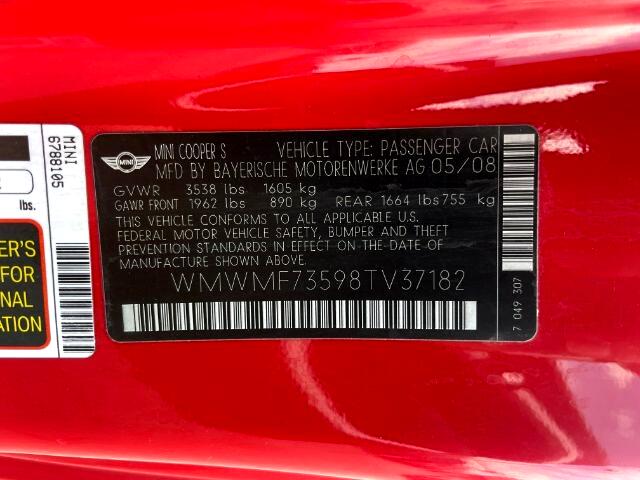 MINI
6788105
lbs.
ER'S
FOR
NAL
ATION
MINI
MINI COOPER S VEHICLE TYPE: PASSENGER CAR
MFD BY BAYERISCHE MOTORENWERKE AG 05/08
GVWR 3538 lbs 1605 kg
GAWR FRONT 1962 lbs 890 kg REAR 1664 lbs 755 kg
THIS VEHICLE CONFORMS TO ALL APPLICABLE U.S.
FEDERAL MOTOR VEHICLE SAFETY, BUMPER AND THEFT
PREVENTION STANDARDS IN EFFECT ON THE DATE OF
MANUFACTURE SHOWN ABOVE.
WMWMF73598TV37182
7 049 307